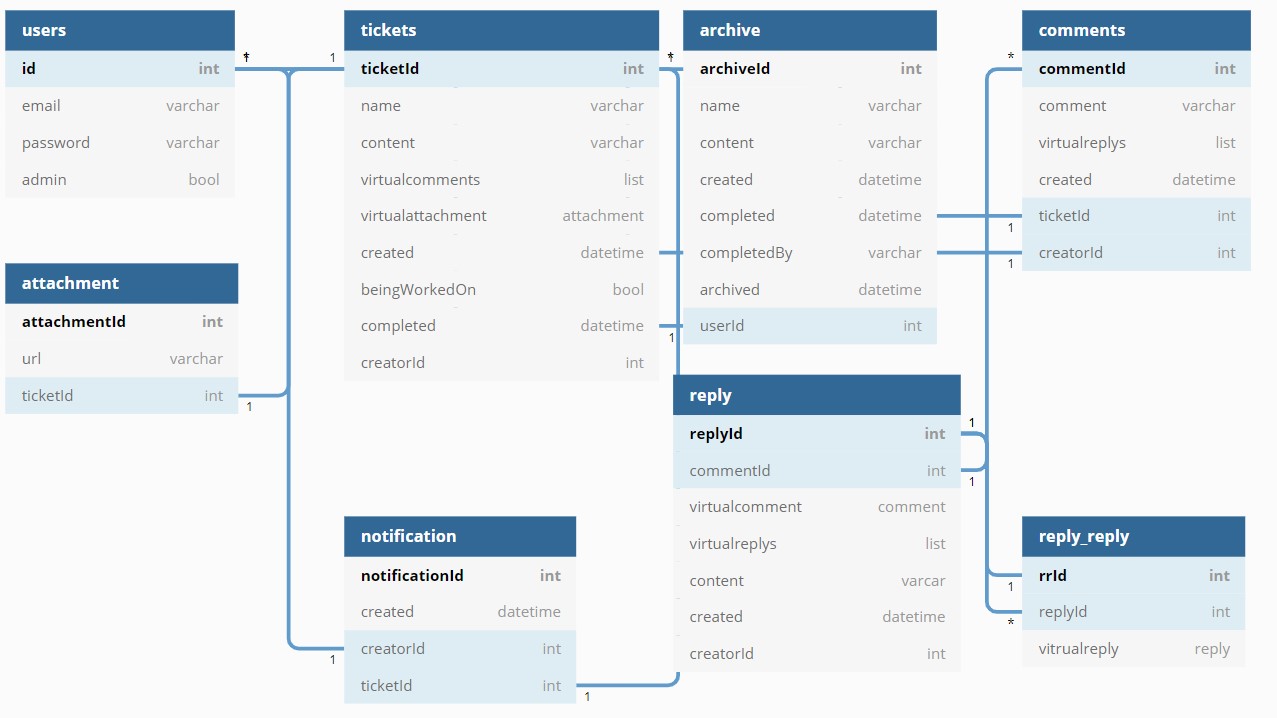 users
id int
email varchar
password varchar
admin bool
* 1
tickets
ticketId int
name varchar
content varchar
virtualcomments list
virtualattachment attachment
created datetime
beingWorkedOn bool
completed datetime
creatorId int
*
1
archive
archiveId int
name varchar
content varchar
created datetime
completed datetime
completedBy varchar
archived datetime
userId int
*
1
1
comments
commentId int
comment varchar
virtualreplys list
created datetime
ticketId int
creatorId int
attachment
attachmentId int
url varchar
ticketId int
1
reply
replyId int
commentId int
virtualcomment comment
virtualreplys list
content varcar
created datetime
creatorId int
1
1
notification
notificationId int
created datetime
creatorId int
ticketId int
1
1
reply_reply
rrId int
replyId int
vitrualreply reply
1
*